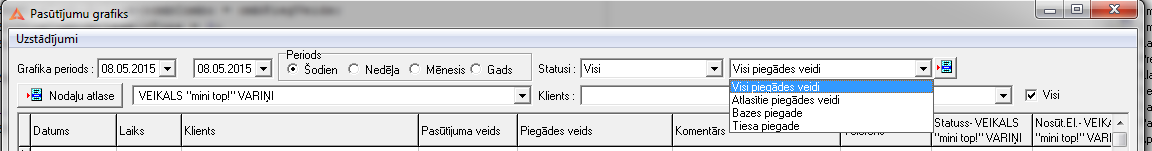 Pasūtījumu grafiks
Uzstādījumi
Grafika periods : 08.05.2015 08.05.2015 Periods Šodien Nedēļa Mēnesis Gads Statusi : Visi Visi piegādes veidi
Nodaļu atlase VEIKALS "mini top!" VARIŅI Klients : Visi
Visi piegādes veidi
Atlasītie piegādes veidi
Bazes piegade
Tiesa piegade
Datums Laiks Klients Pasūtījuma veids Piegādes veids Komentārs Statuss- VEIKALS "mini top!" VARIŅI Nosūt.El.- VEIKA "mini top!" VARIŅI